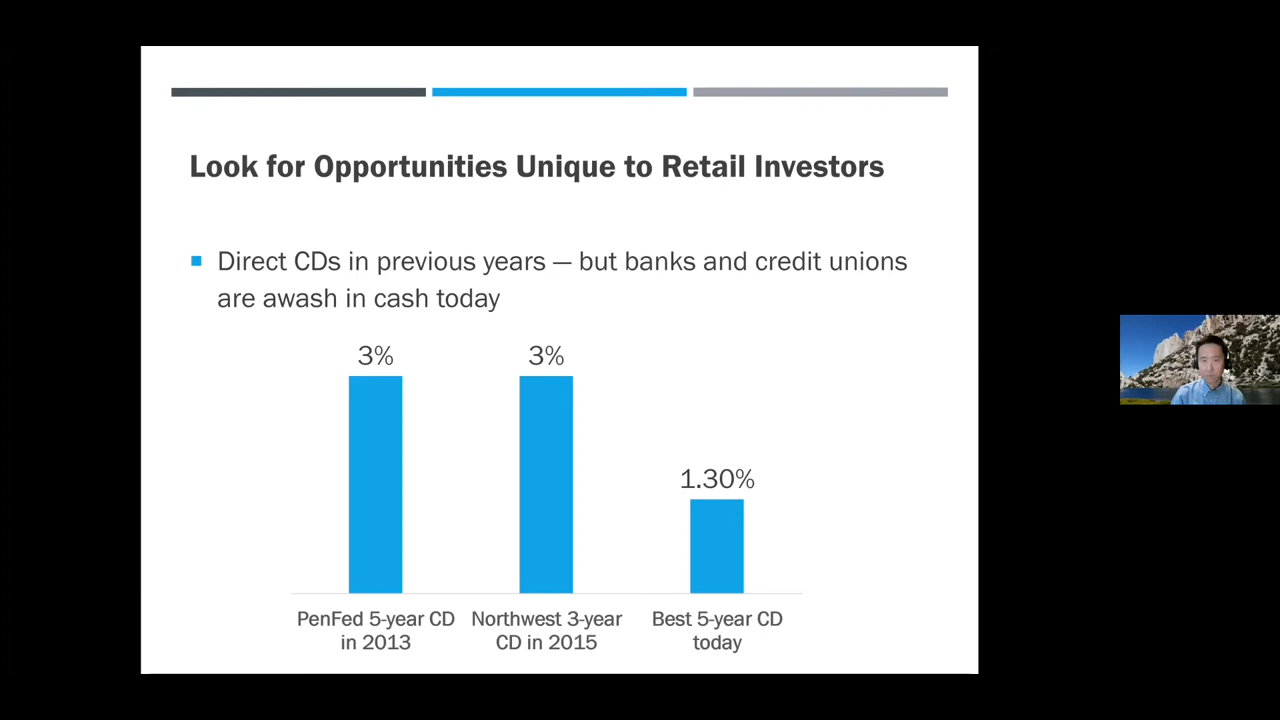 Look for Opportunities Unique to Retail Investors
Direct CDs in previous years — but banks and credit unions
are awash in cash today
3%
3%
1.30%
PenFed 5-year CD
in 2013
Northwest 3-year
CD in 2015
Best 5-year CD
today